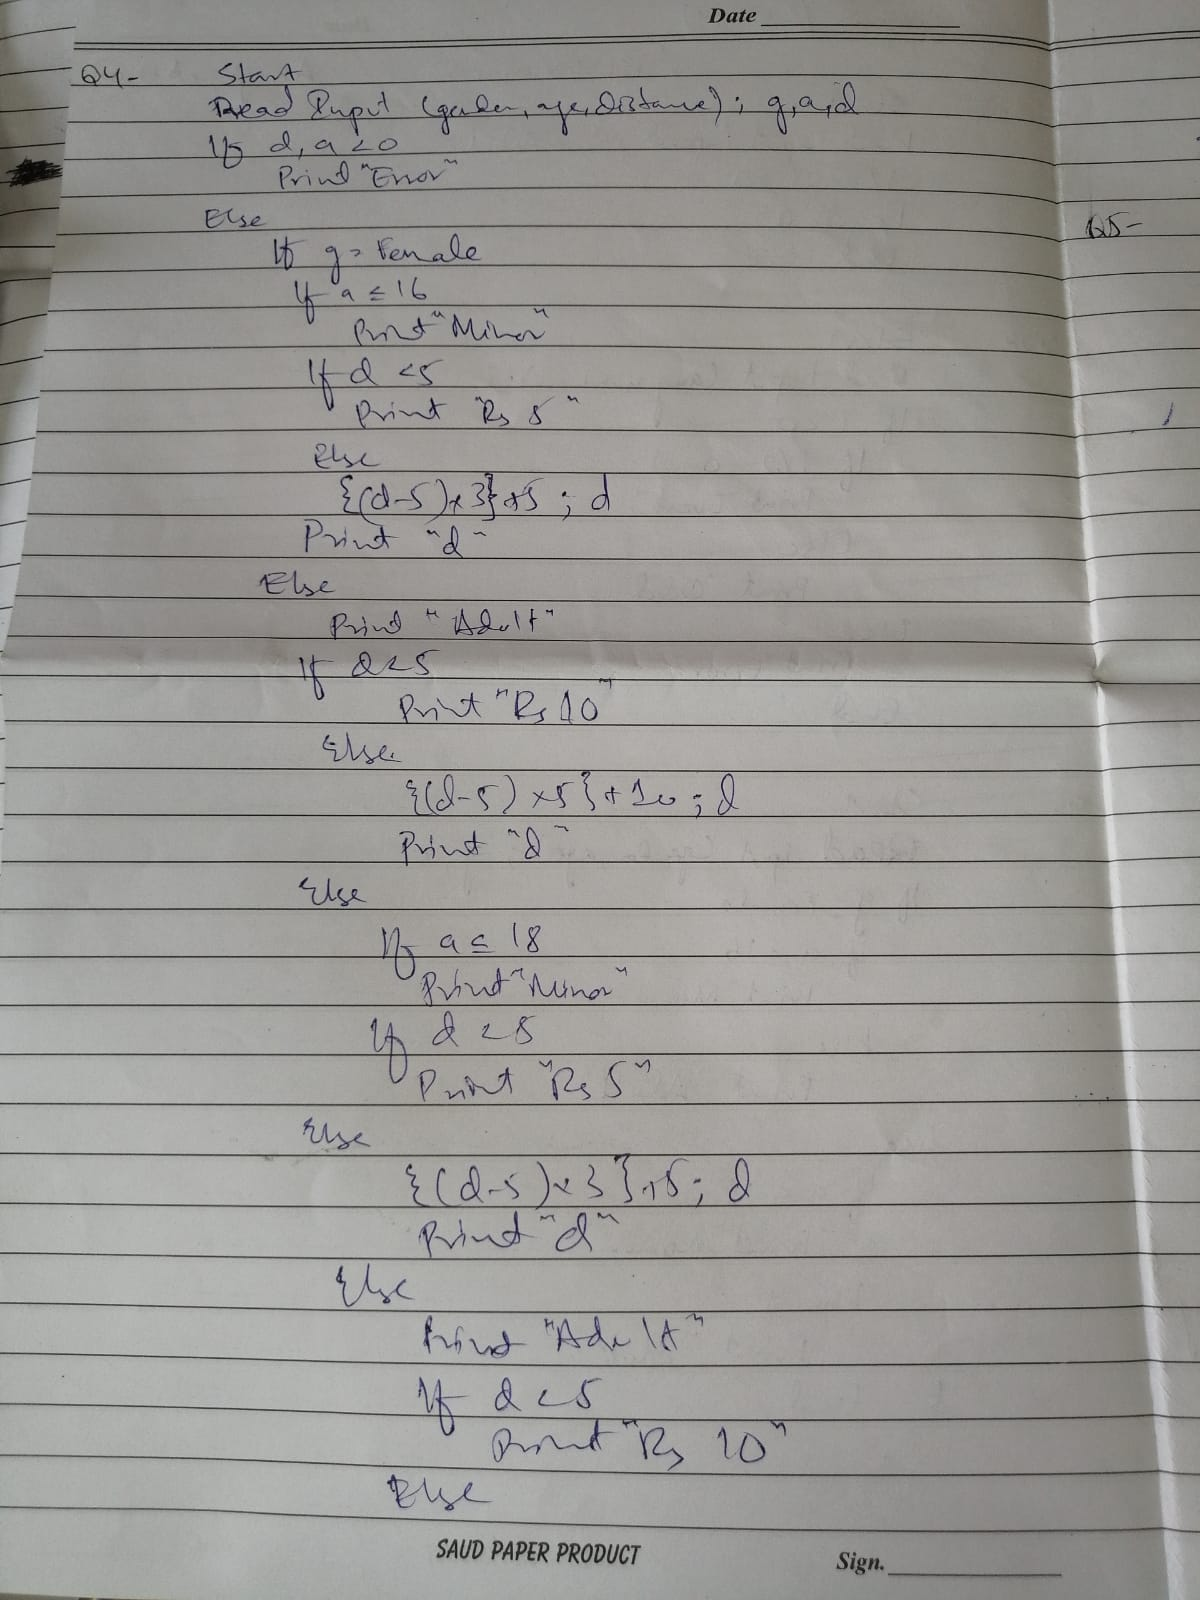 Date
Q4- Start
Read Input (gender, age, distance) ; g,a,d
If d, a <0
Print "Error"
Else
Q5-
If g = Female
If a ≤ 16
Print "Minor"
If d <5
Print "Rs 5"
Else
{(d-5)x3}+5 ; d
Print "d"
Else
Print "Adult"
If d<5
Print "Rs 10"
Else
{(d-5) x5}+10 ; d
Print "d"
Else
If a ≤ 18
Print "Minor"
If d <5
Print "Rs 5"
Else
{(d-5)x3}+5; d
Print "d"
Else
Print "Adult"
If d <5
Print "Rs 10"
Else
SAUD PAPER PRODUCT
Sign.